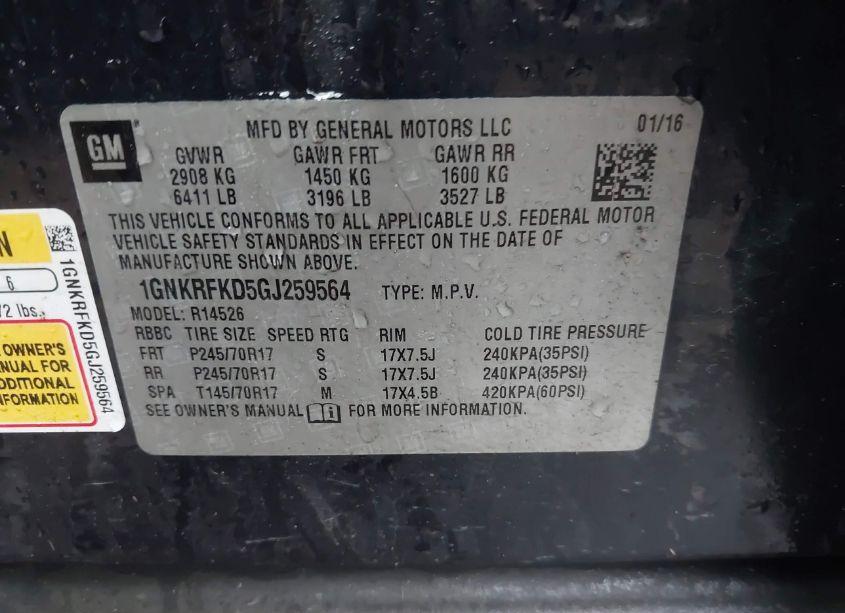 GM
MFD BY GENERAL MOTORS LLC 01/16
GVWR GAWR FRT GAWR RR
2908 KG 1450 KG 1600 KG
6411 LB 3196 LB 3527 LB
THIS VEHICLE CONFORMS TO ALL APPLICABLE U.S. FEDERAL MOTOR
VEHICLE SAFETY STANDARDS IN EFFECT ON THE DATE OF
MANUFACTURE SHOWN ABOVE.
1GNKRFKD5GJ259564 TYPE: M.P.V.
MODEL: R14526
RBBC TIRE SIZE SPEED RTG RIM COLD TIRE PRESSURE
FRT P245/70R17 S 17X7.5J 240KPA(35PSI)
RR P245/70R17 S 17X7.5J 240KPA(35PSI)
SPA T145/70R17 M 17X4.5B 420KPA(60PSI)
SEE OWNER'S MANUAL FOR MORE INFORMATION.
N
6
2 lbs.
OWNER'S
NUAL FOR
DDITIONAL
NFORMATION
1GNKRFKD5GJ259564